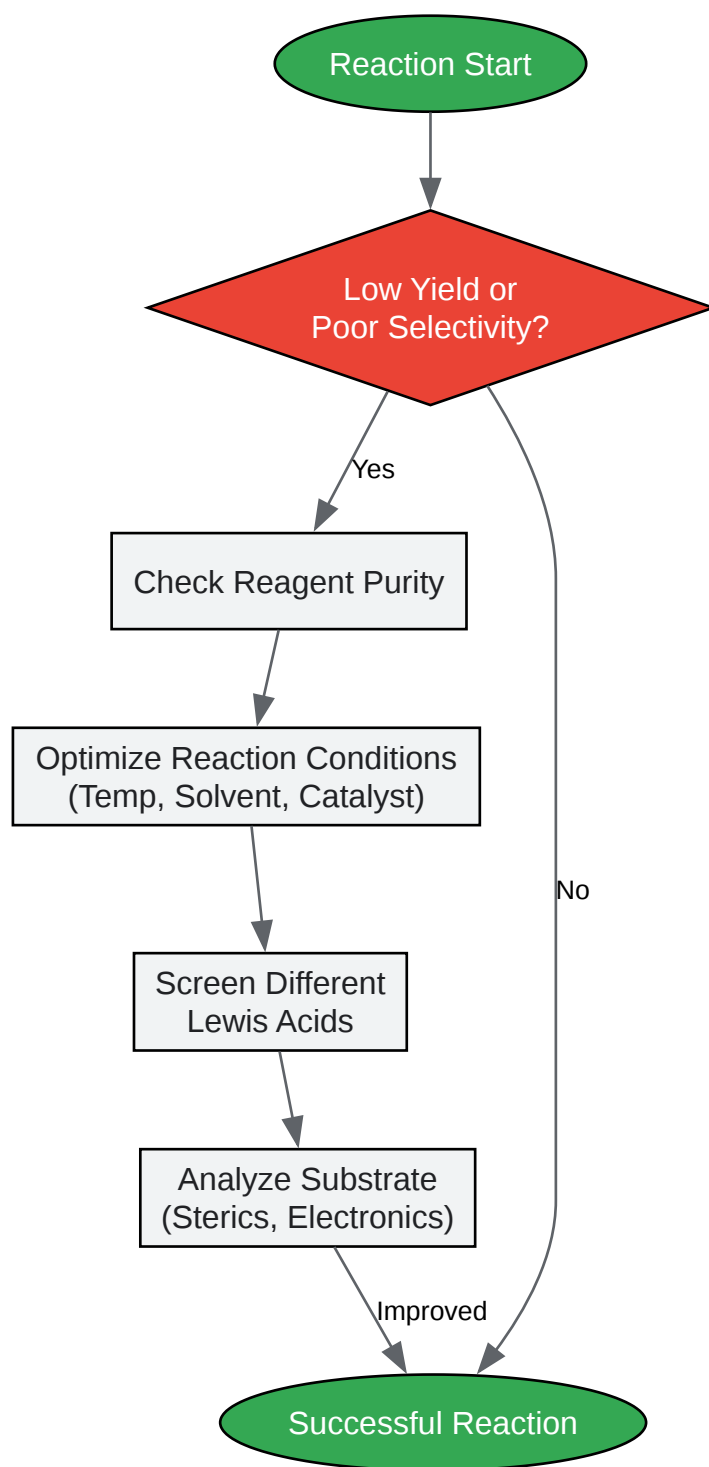 Reaction Start
Low Yield or
Poor Selectivity?
Yes
Check Reagent Purity
Optimize Reaction Conditions
(Temp, Solvent, Catalyst)
No
Screen Different
Lewis Acids
Analyze Substrate
(Sterics, Electronics)
Improved
Successful Reaction